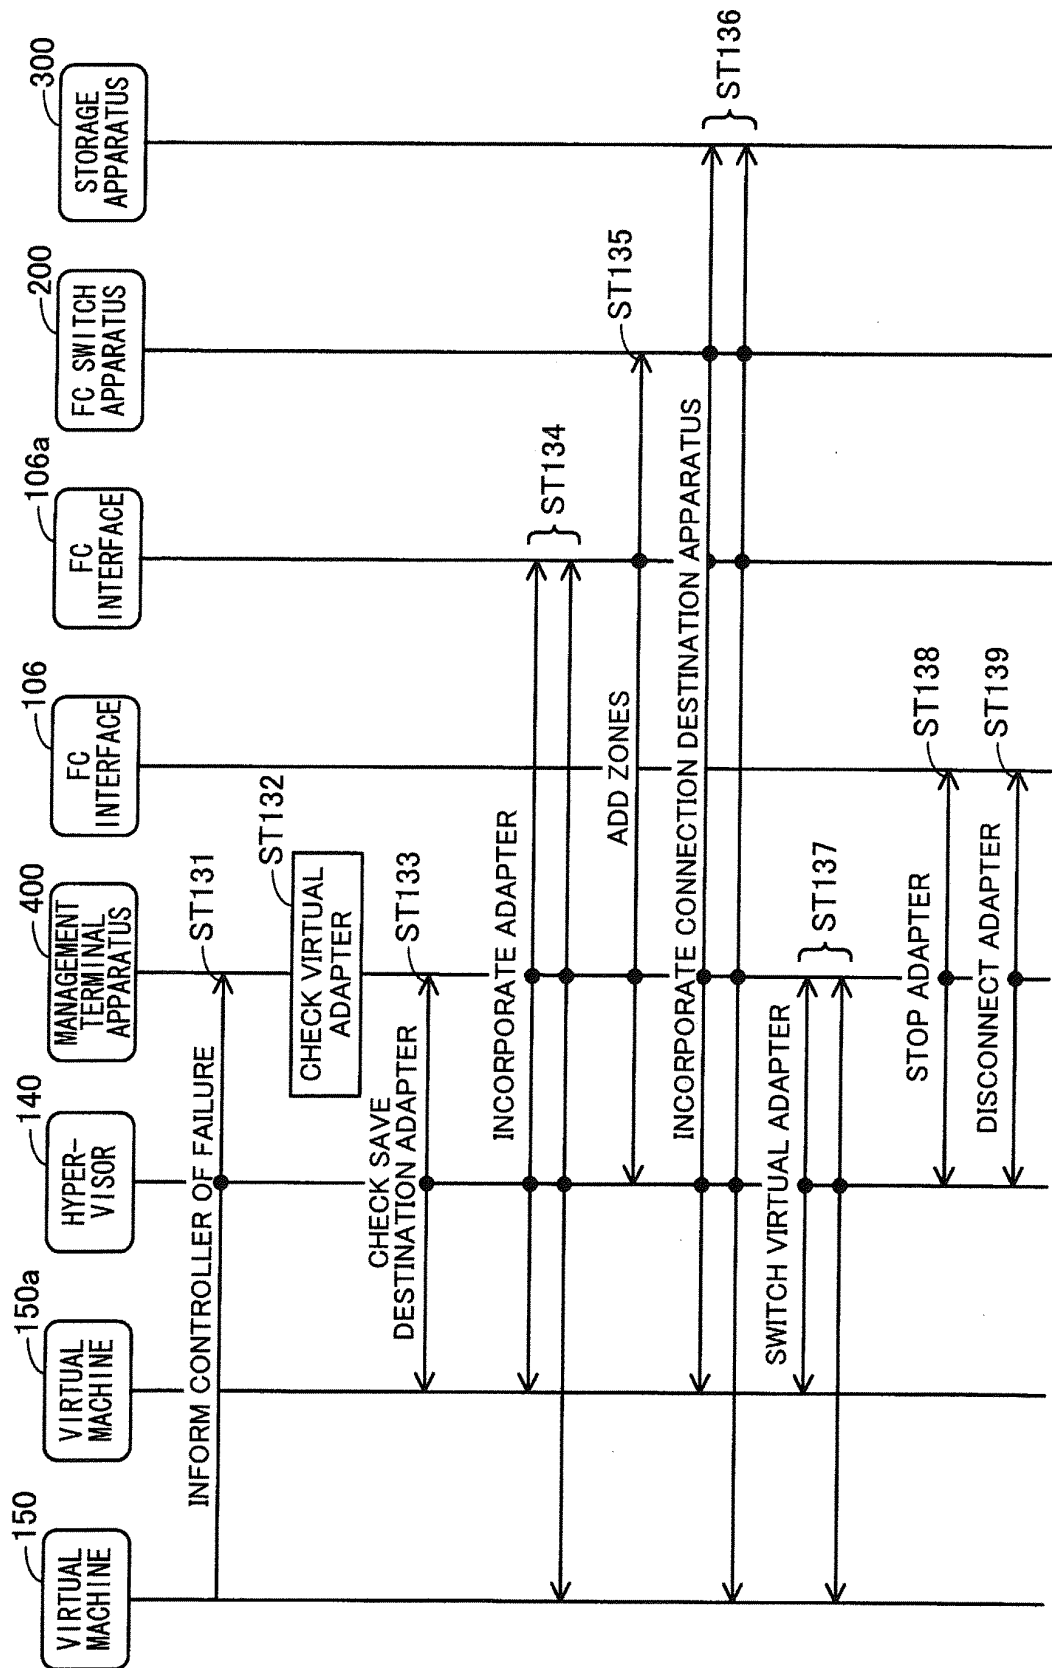 150
VIRTUAL
MACHINE
150a
VIRTUAL
MACHINE
140
HYPER-
VISOR
400
MANAGEMENT
TERMINAL
APPARATUS
106
FC
INTERFACE
106a
FC
INTERFACE
200
FC SWITCH
APPARATUS
300
STORAGE
APPARATUS
INFORM CONTROLLER OF FAILURE
ST131
ST132
CHECK VIRTUAL
ADAPTER
CHECK SAVE
DESTINATION ADAPTER
ST133
INCORPORATE ADAPTER
ST134
ADD ZONES
ST135
INCORPORATE CONNECTION DESTINATION APPARATUS
ST136
SWITCH VIRTUAL ADAPTER
ST137
STOP ADAPTER
ST138
DISCONNECT ADAPTER
ST139